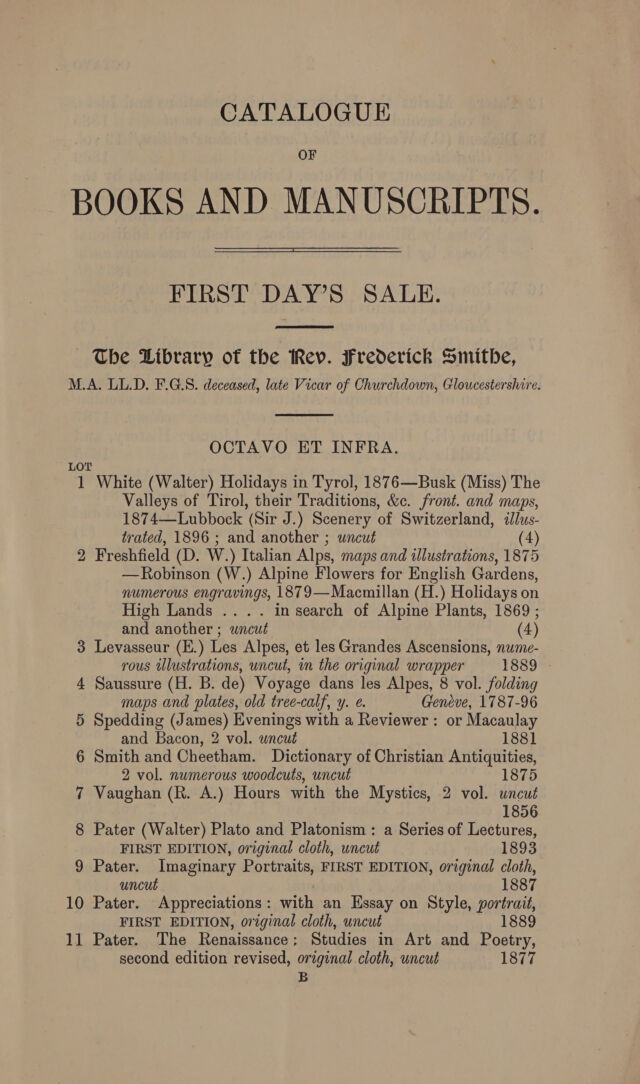 CATALOGUE
OF
BOOKS AND MANUSCRIPTS.
FIRST DAY'S SALE.
The Library of the Rev. Frederick Smithe,
M.A. LL.D. F.G.S. deceased, late Vicar of Churchdown, Gloucestershire.
OCTAVO ET INFRA.
LOT
1 White (Walter) Holidays in Tyrol, 1876—Busk (Miss) The
Valleys of Tirol, their Traditions, &c. front. and maps,
1874—Lubbock (Sir J.) Scenery of Switzerland, illus-
trated, 1896 ; and another ; uncut (4)
2 Freshfield (D. W.) Italian Alps, maps and illustrations, 1875
—Robinson (W.) Alpine Flowers for English Gardens,
numerous engravings, 1879—Macmillan (H.) Holidays on
High Lands .... in search of Alpine Plants, 1869 ;
and another ; uncut (4)
3 Levasseur (E.) Les Alpes, et les Grandes Ascensions, nume-
rous illustrations, uncut, in the original wrapper 1889
4 Saussure (H. B. de) Voyage dans les Alpes, 8 vol. folding
maps and plates, old tree-calf, y. e. Genève, 1787-96
5 Spedding (James) Evenings with a Reviewer : or Macaulay
and Bacon, 2 vol. uncut 1881
6 Smith and Cheetham. Dictionary of Christian Antiquities,
2 vol. numerous woodcuts, uncut 1875
7 Vaughan (R. A.) Hours with the Mystics, 2 vol. uncut
1856
8 Pater (Walter) Plato and Platonism : a Series of Lectures,
FIRST EDITION, original cloth, uncut 1893
9 Pater. Imaginary Portraits, FIRST EDITION, original cloth,
uncut 1887
10 Pater. Appreciations : with an Essay on Style, portrait,
FIRST EDITION, original cloth, uncut 1889
11 Pater. The Renaissance ; Studies in Art and Poetry,
second edition revised, original cloth, uncut 1877
B